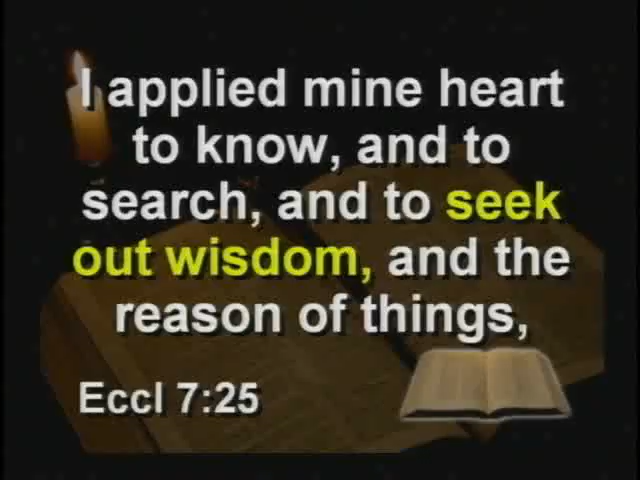 I applied mine heart
to know, and to
search, and to seek
out wisdom, and the
reason of things,
Eccl 7:25